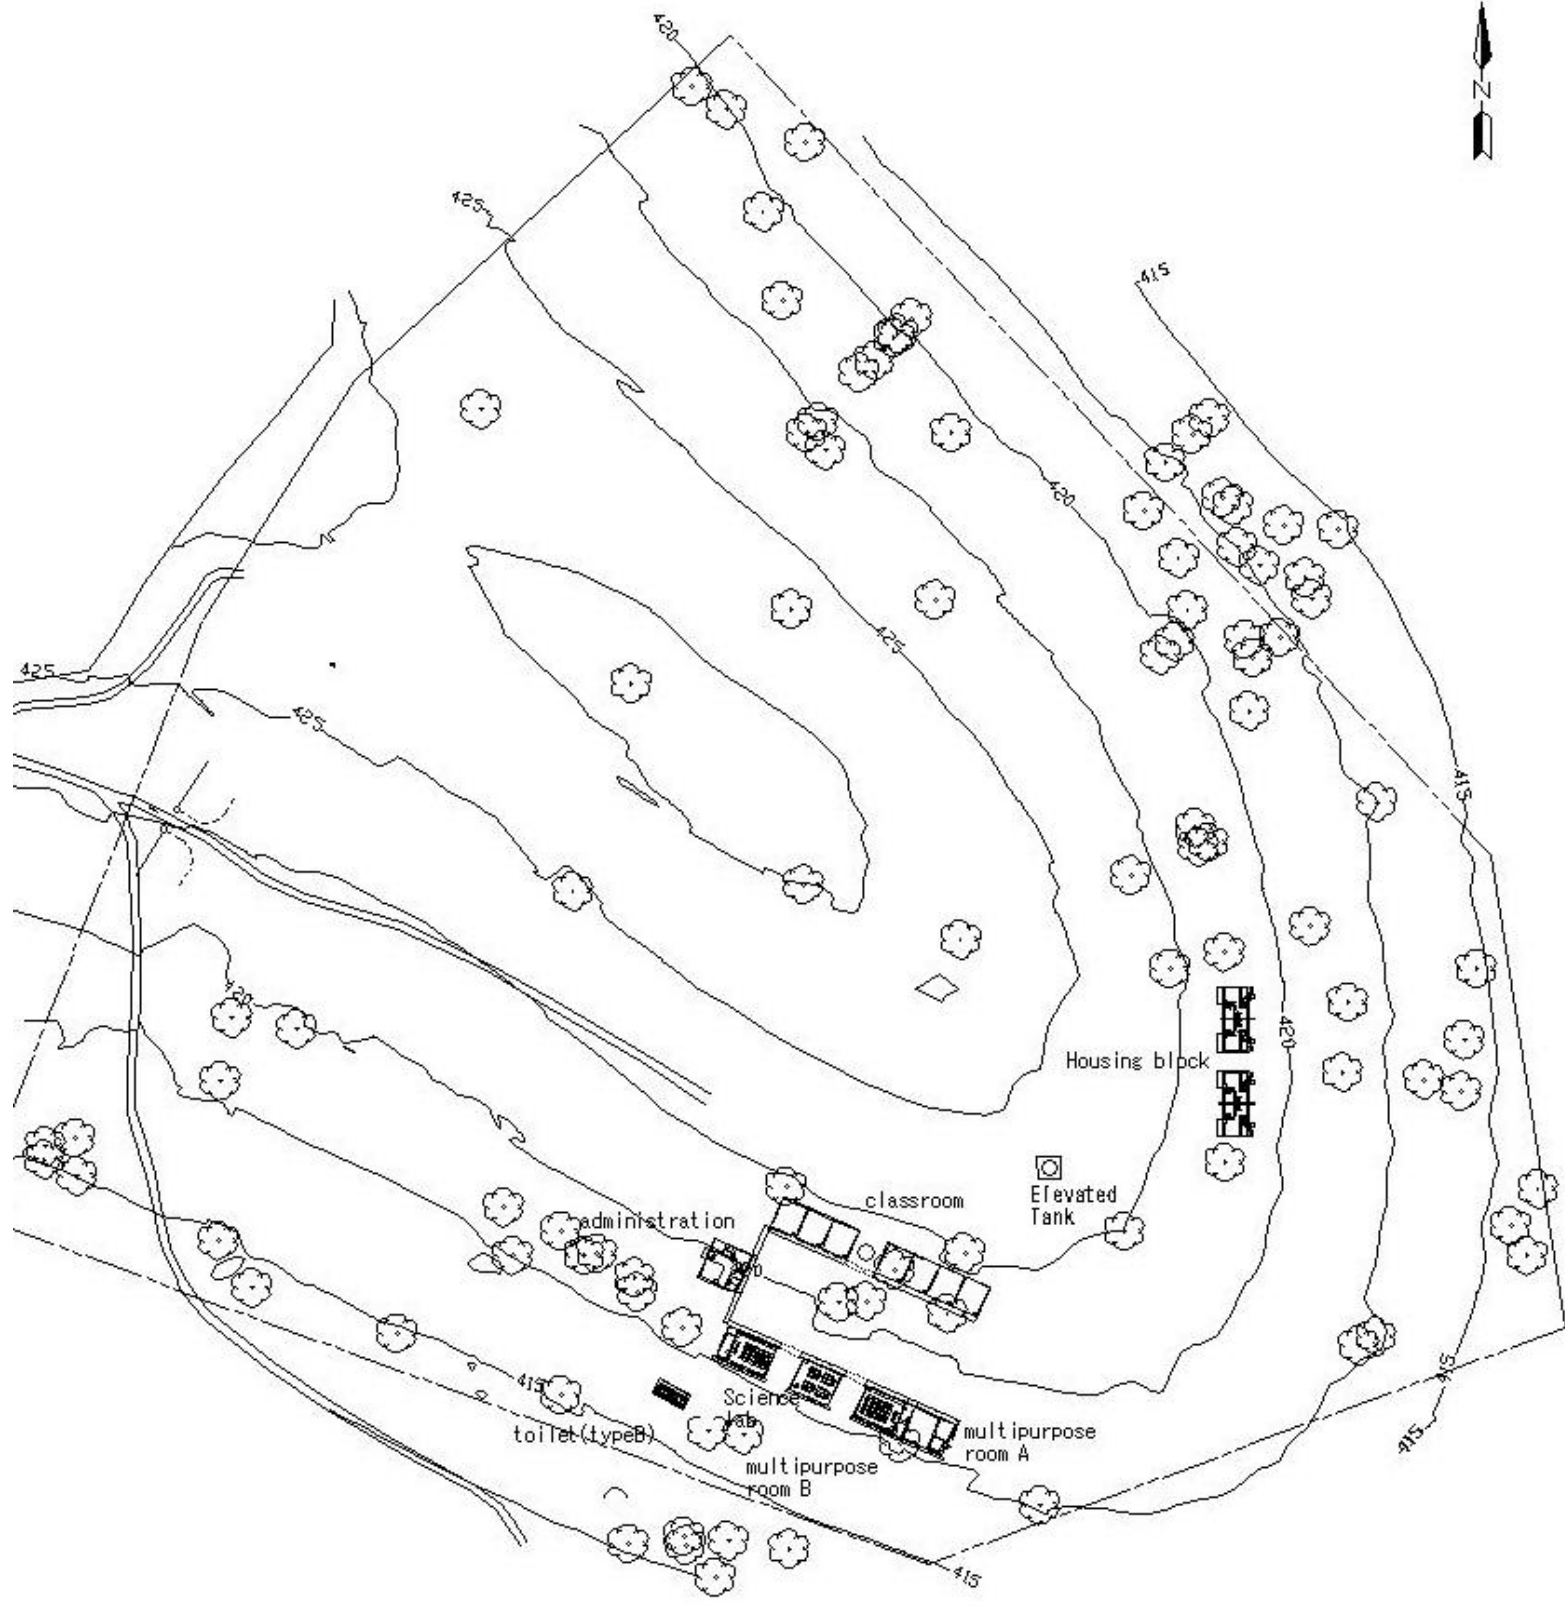 420
N
425
415
420
425
425
425
415
420
420
Housing block
Elevated
Tank
classroom
administration
415
415
Science
lab
toilet(typeB)
multipurpose
room A
415
multipurpose
room B
415